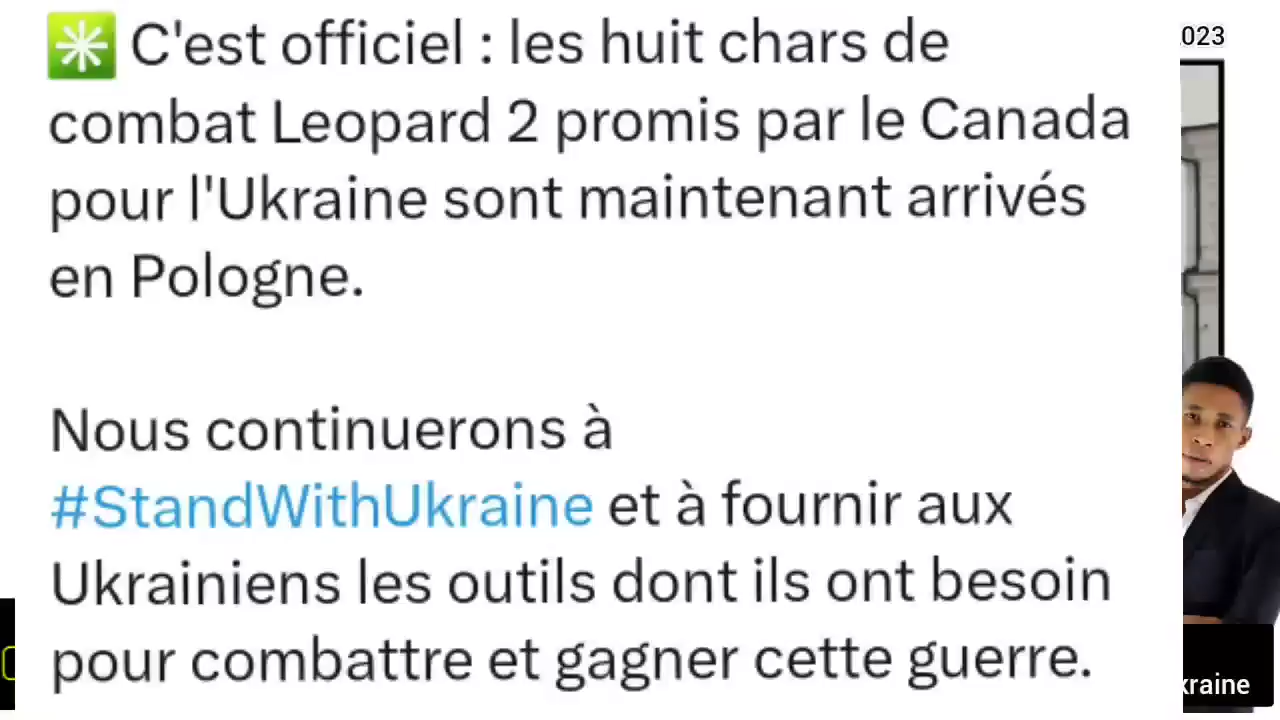 ✳️ C'est officiel : les huit chars de
combat Leopard 2 promis par le Canada
pour l'Ukraine sont maintenant arrivés
en Pologne.
Nous continuerons à
#StandWithUkraine et à fournir aux
Ukrainiens les outils dont ils ont besoin
pour combattre et gagner cette guerre.
023
kraine